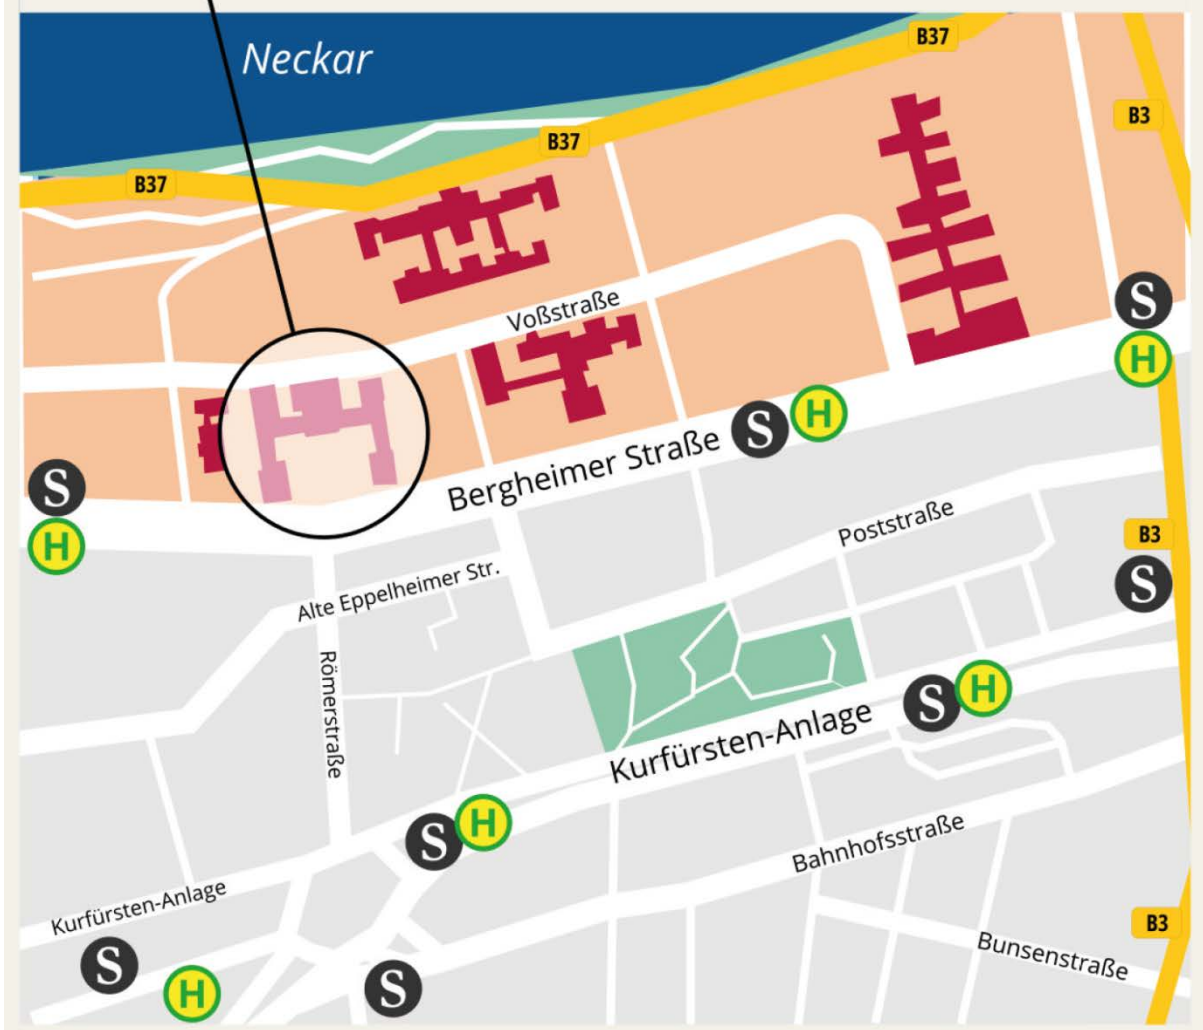 Neckar
B37
B37
B3
B37
Voßstraße
S
H
S
H
Bergheimer Straße
S
H
Poststraße
B3
S
Alte Eppelheimer Str.
Römerstraße
S
H
Kurfürsten-Anlage
S
H
Bahnhofsstraße
Kurfürsten-Anlage
B3
Bunsenstraße
S
H
S